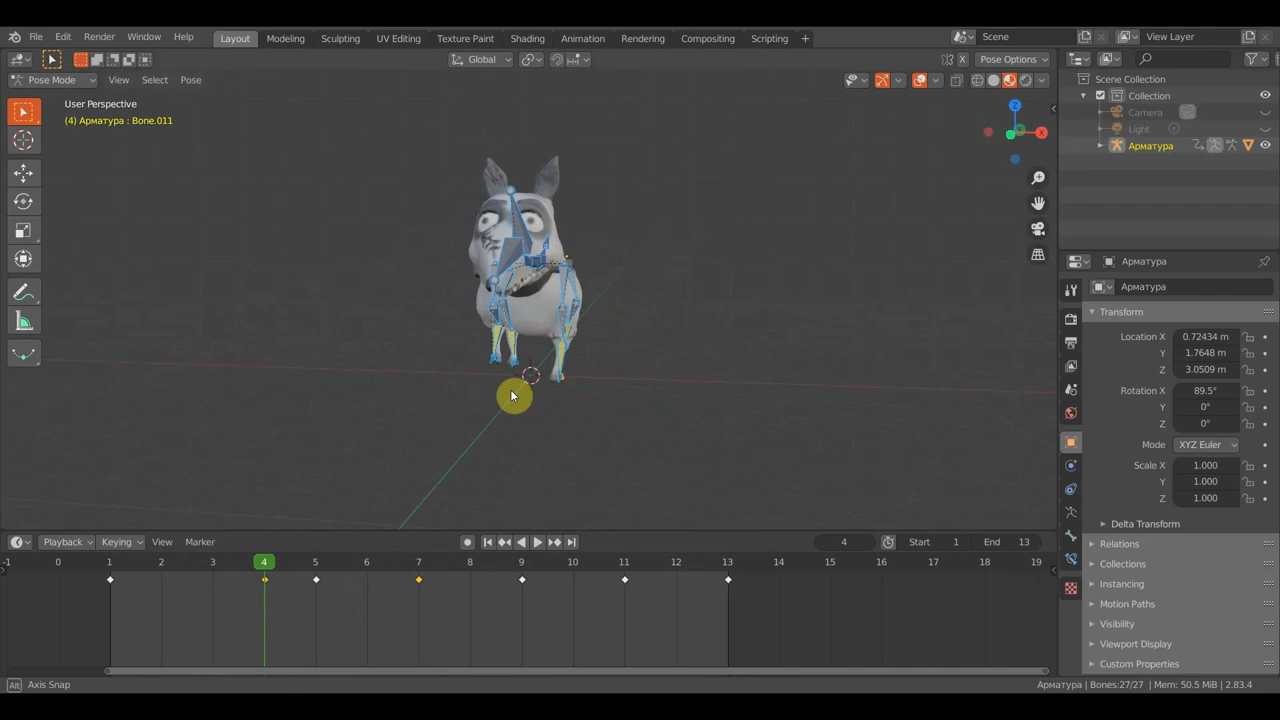 File Edit Render Window Help Layout Modeling Sculpting UV Editing Texture Paint Shading Animation Rendering Compositing Scripting + Scene View Layer
Global X Pose Options
Pose Mode View Select Pose
Scene Collection
Collection
Camera
Light
Арматура
User Perspective
(4) Арматура : Bone.011
Z
X
Арматура
Арматура
Transform
Location X 0.72434 m
Y 1.7648 m
Z 3.0509 m
Rotation X 89.5°
Y 0°
Z 0°
Mode XYZ Euler
Scale X 1.000
Y 1.000
Z 1.000
Delta Transform
Relations
Collections
Instancing
Motion Paths
Visibility
Viewport Display
Custom Properties
Playback Keying View Marker 4 Start 1 End 13
-1 0 1 2 3 4 5 6 7 8 9 10 11 12 13 14 15 16 17 18 19
Alt Axis Snap Арматура | Bones:27/27 | Mem: 50.5 MiB | 2.83.4